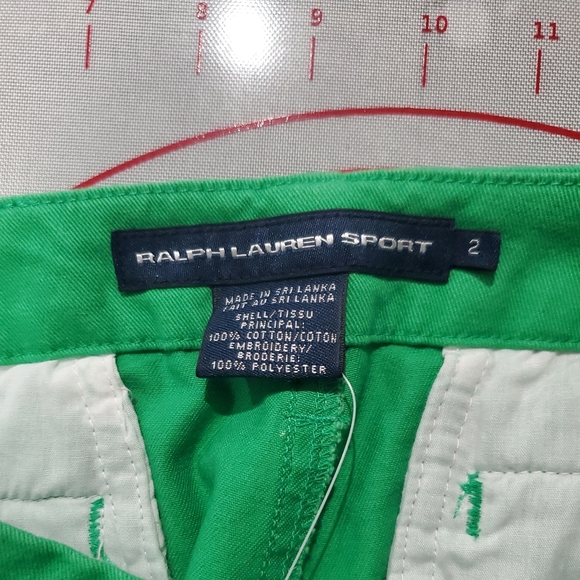 7 8 9 10 11
RALPH LAUREN SPORT 2
MADE IN SRI LANKA
FAIT AU SRI LANKA
SHELL/TISSU
PRINCIPAL:
100% COTTON/COTON
EMBROIDERY/
BRODERIE:
100% POLYESTER